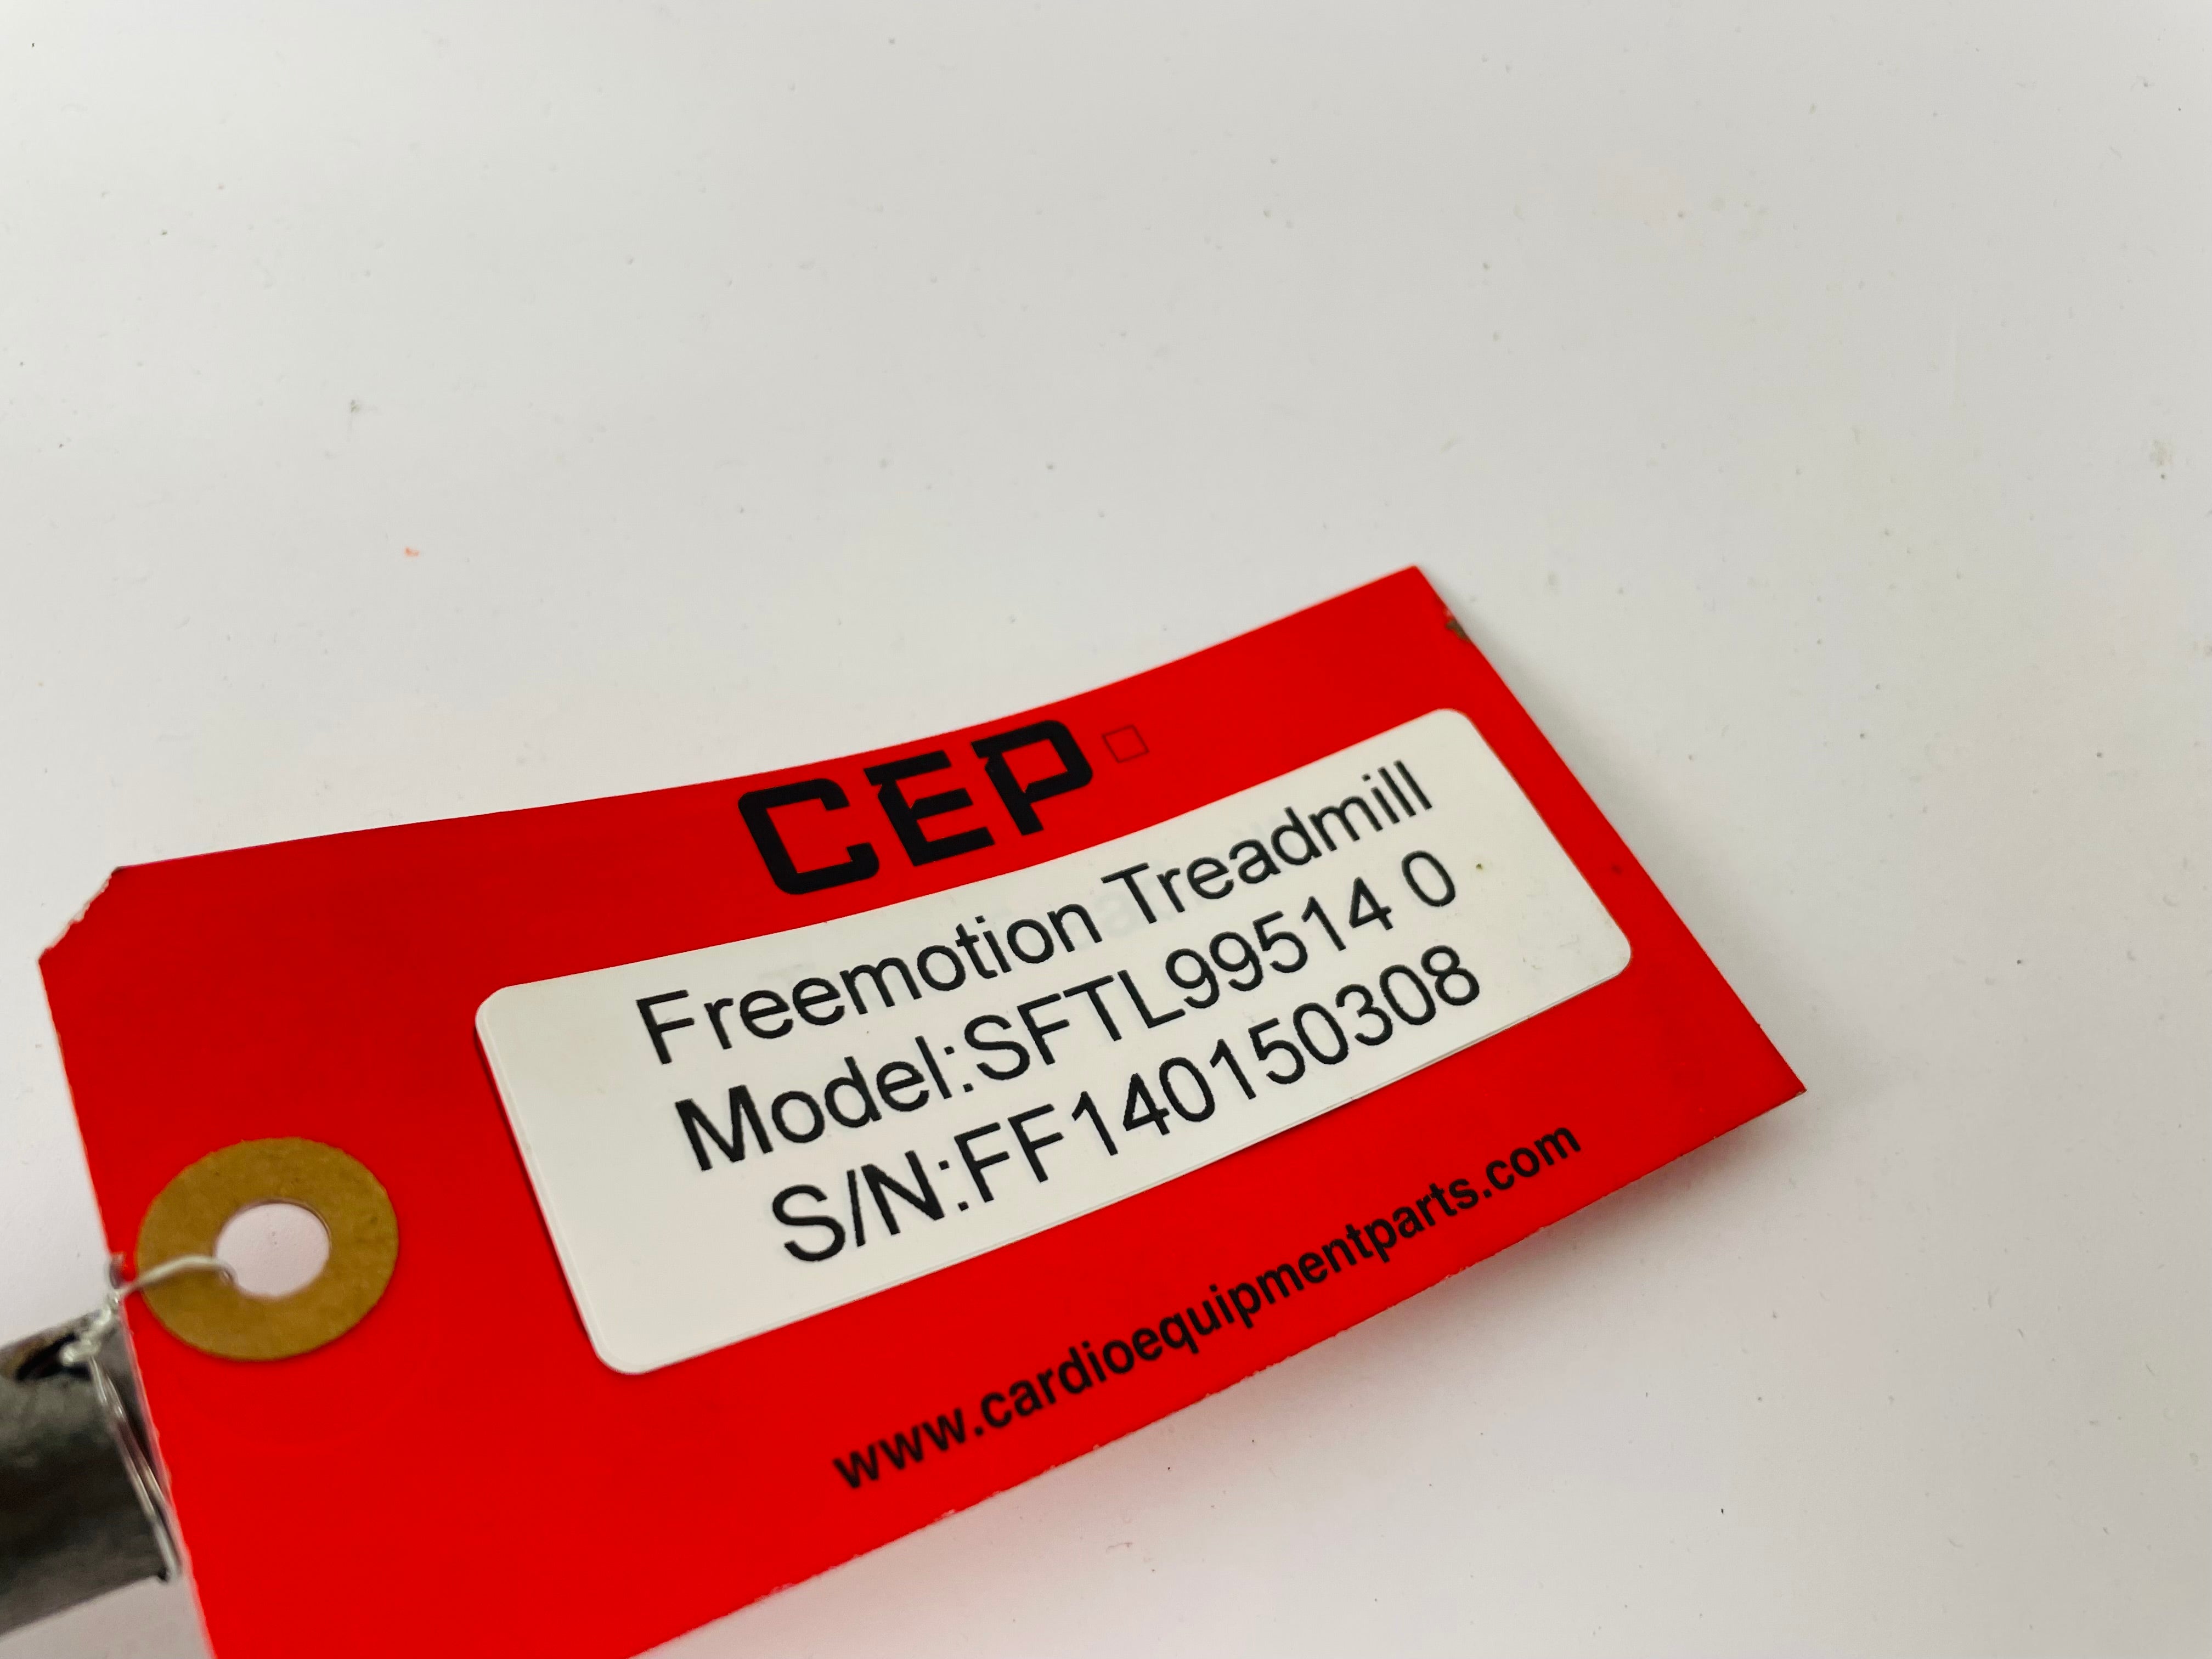 CEP
Freemotion Treadmill
Model:SFTL99514 0
S/N:FF140150308
www.cardioequipmentparts.com